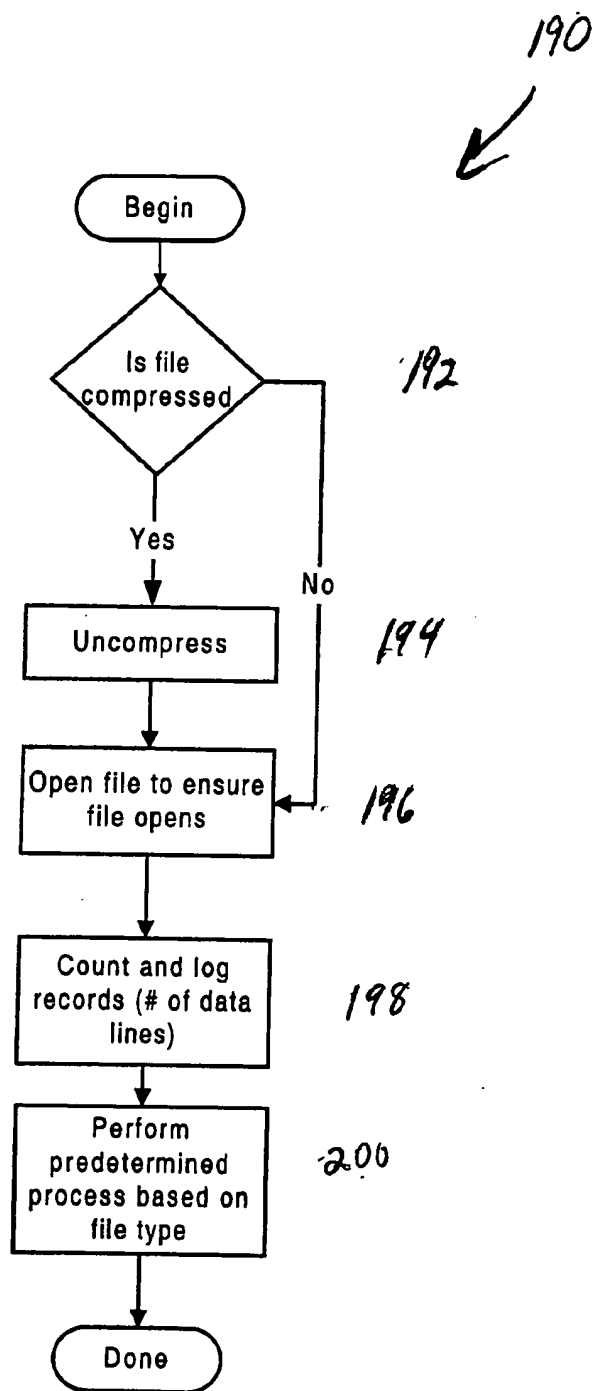 190
Begin
Is file
compressed
192
Yes
No
Uncompress
194
Open file to ensure
file opens
196
Count and log
records (# of data
lines)
198
Perform
predetermined
process based on
file type
200
Done